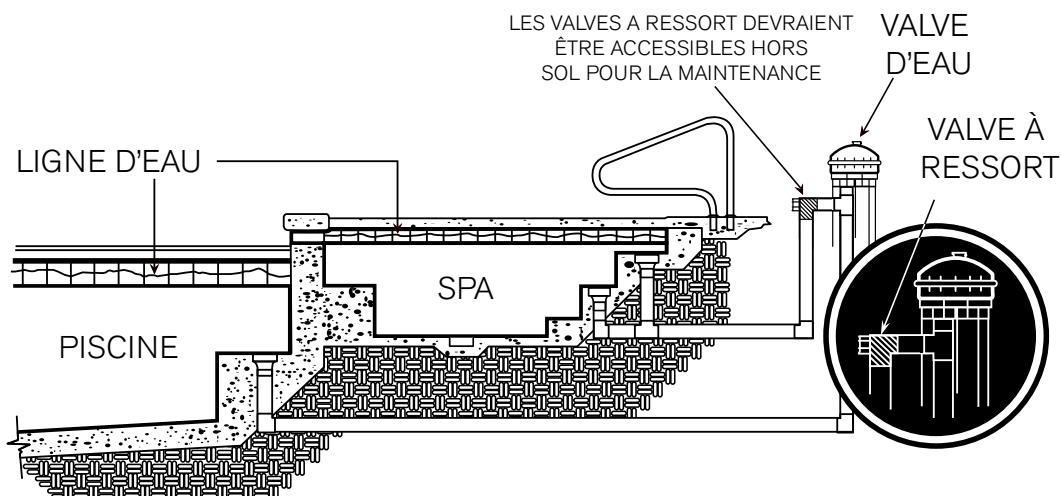 LES VALVES A RESSORT DEVRAIENT
ÊTRE ACCESSIBLES HORS
SOL POUR LA MAINTENANCE
VALVE
D'EAU
VALVE À
RESSORT
LIGNE D'EAU
SPA
PISCINE